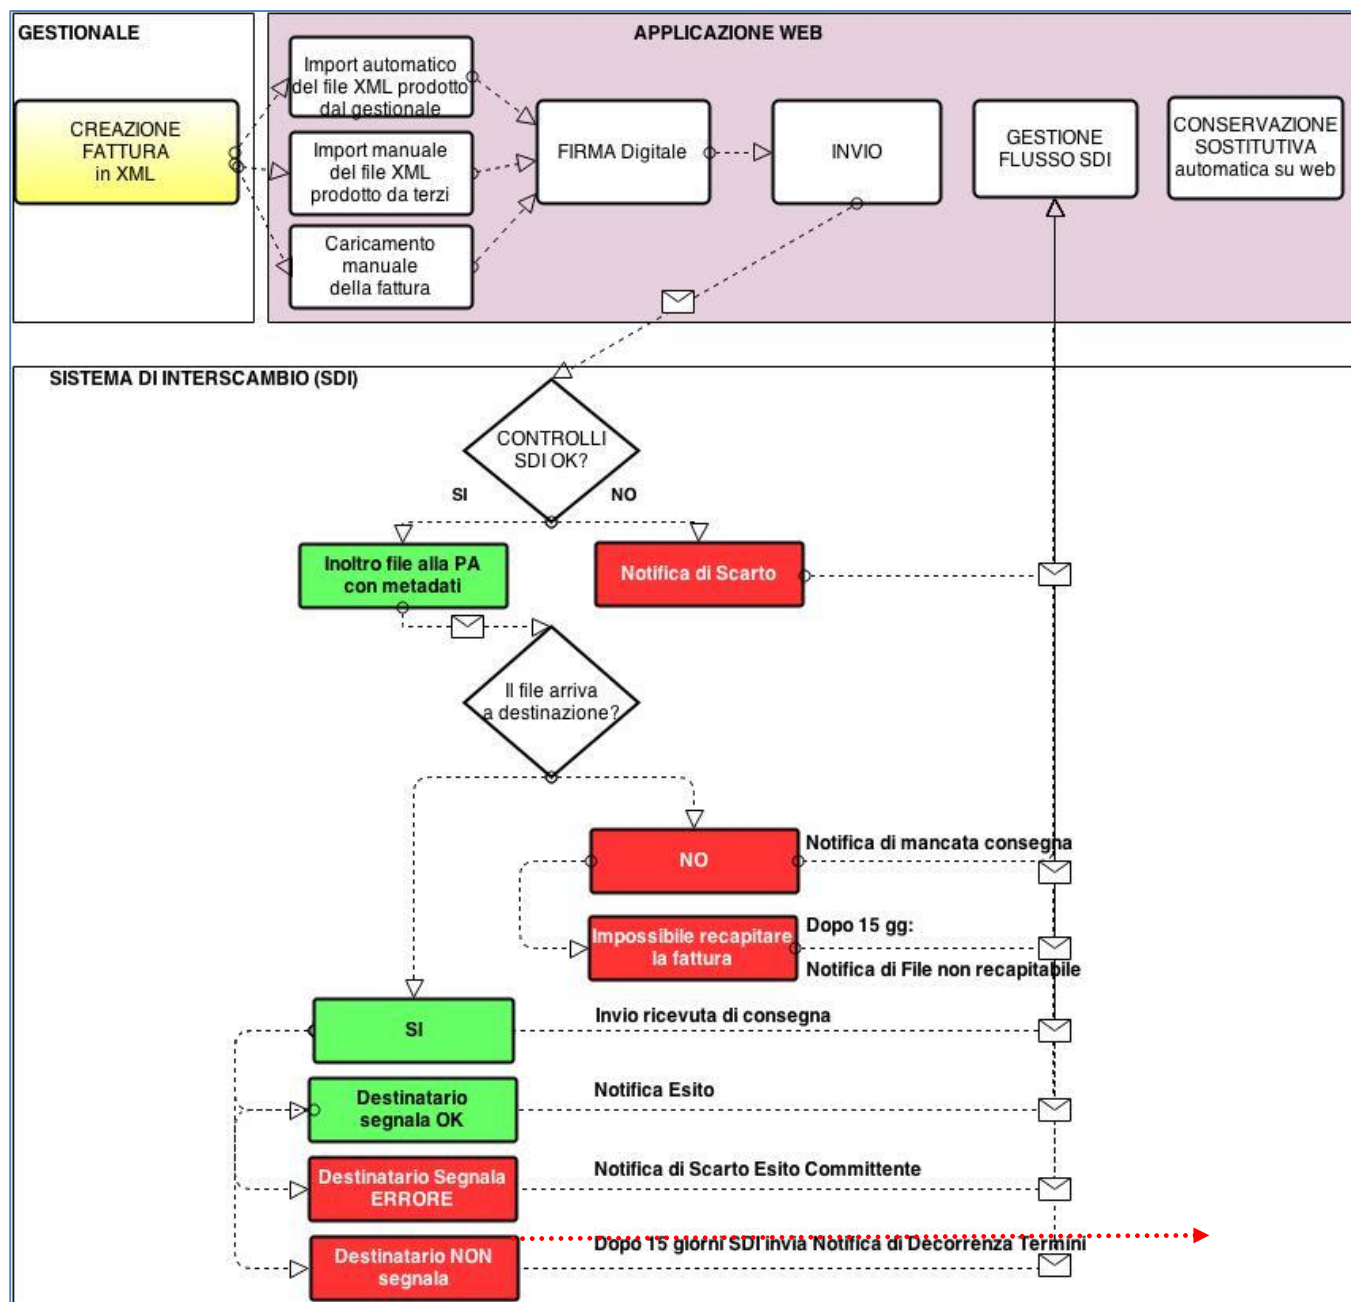 GESTIONALE
APPLICAZIONE WEB
CREAZIONE
FATTURA
in XML
Import automatico
del file XML prodotto
dal gestionale
Import manuale
del file XML
prodotto da terzi
Caricamento
manuale
della fattura
FIRMA Digitale
INVIO
GESTIONE
FLUSSO SDI
CONSERVAZIONE
SOSTITUTIVA
automatica su web
SISTEMA DI INTERSCAMBIO (SDI)
CONTROLLI
SDI OK?
SI
NO
Inoltro file alla PA
con metadati
Notifica di Scarto
Il file arriva
a destinazione?
NO
Notifica di mancata consegna
Impossibile recapitare
la fattura
Dopo 15 gg:
Notifica di File non recapitabile
SI
Invio ricevuta di consegna
Destinatario
segnala OK
Notifica Esito
Destinatario Segnala
ERRORE
Notifica di Scarto Esito Committente
Destinatario NON
segnala
Dopo 15 giorni SDI invia Notifica di Decorrenza Termini